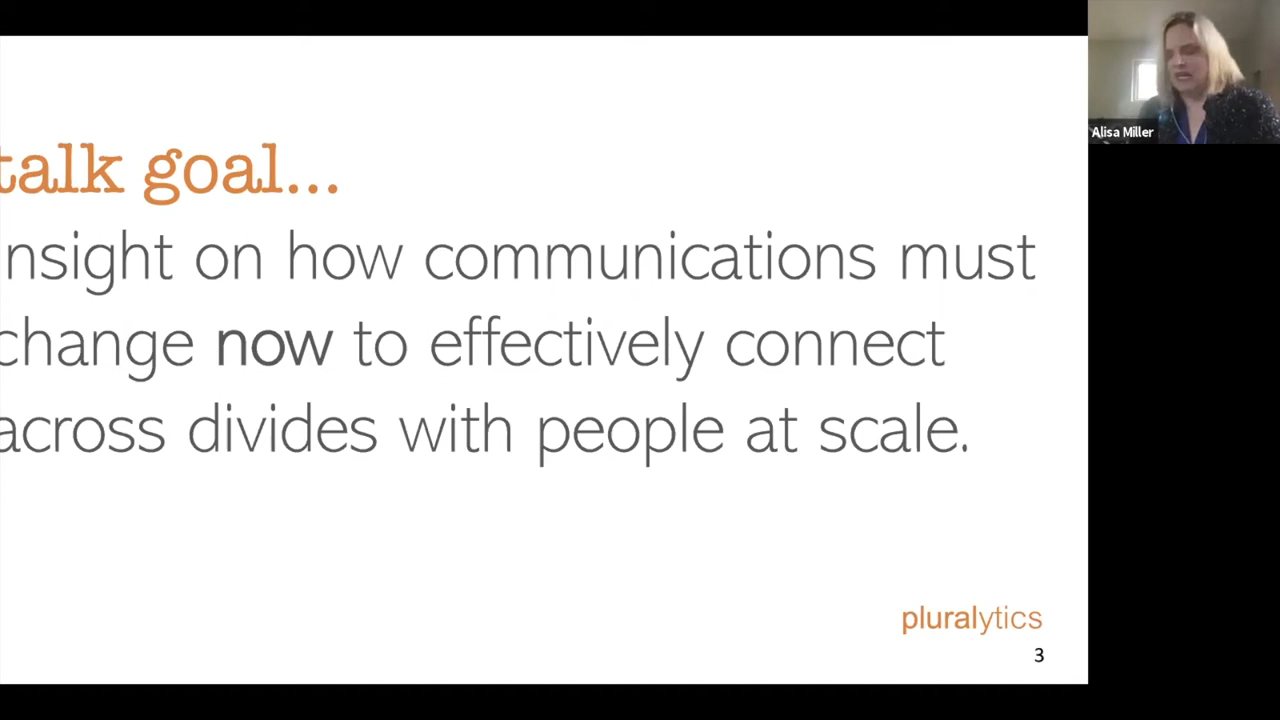 talk goal...
nsight on how communications must
change now to effectively connect
across divides with people at scale.
pluralytics
3
Alisa Miller